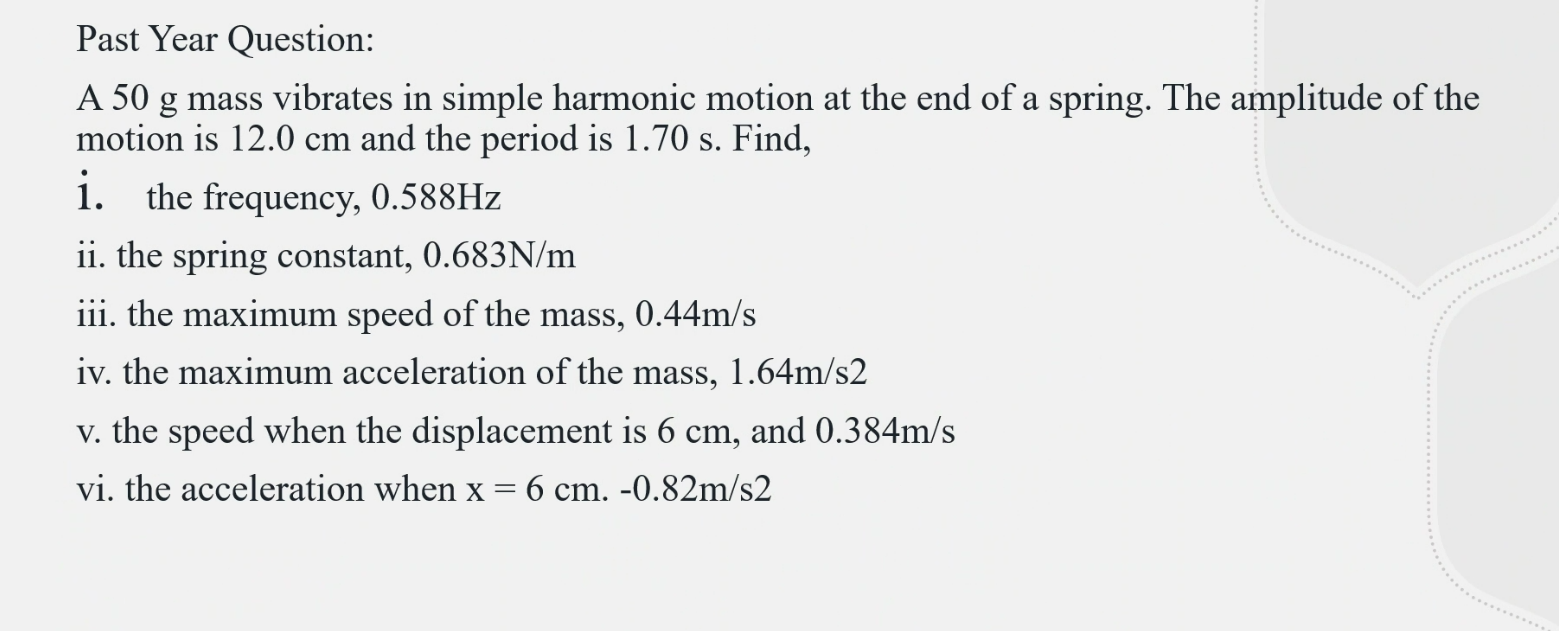 Past Year Question:
A 50 g mass vibrates in simple harmonic motion at the end of a spring. The amplitude of the
motion is 12.0 cm and the period is 1.70 s. Find,
i. the frequency, 0.588Hz
ii. the spring constant, 0.683N/m
iii. the maximum speed of the mass, 0.44m/s
iv. the maximum acceleration of the mass, 1.64m/s2
v. the speed when the displacement is 6 cm, and 0.384m/s
vi. the acceleration when x = 6 cm. -0.82m/s2